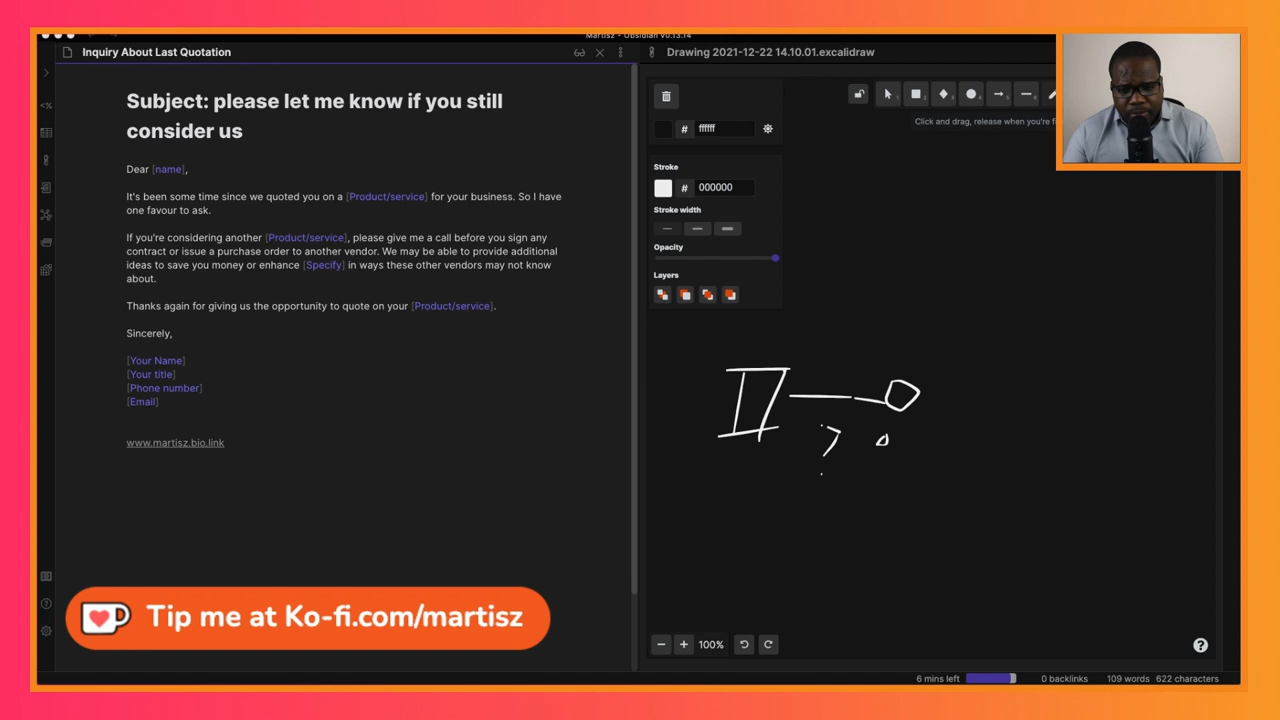 Martisz - Obsidian v0.13.14
Inquiry About Last Quotation
Drawing 2021-12-22 14.10.01.excalidraw
Subject: please let me know if you still
consider us
Dear [name],
It's been some time since we quoted you on a [Product/service] for your business. So I have
one favour to ask.
If you're considering another [Product/service], please give me a call before you sign any
contract or issue a purchase order to another vendor. We may be able to provide additional
ideas to save you money or enhance [Specify] in ways these other vendors may not know
about.
Thanks again for giving us the opportunity to quote on your [Product/service].
Sincerely,
[Your Name]
[Your title]
[Phone number]
[Email]
www.martisz.bio.link
Tip me at Ko-fi.com/martisz
# ffffff
Click and drag, release when you're fi
Stroke
# 000000
Stroke width
Opacity
Layers
100%
6 mins left
0 backlinks
109 words 622 characters